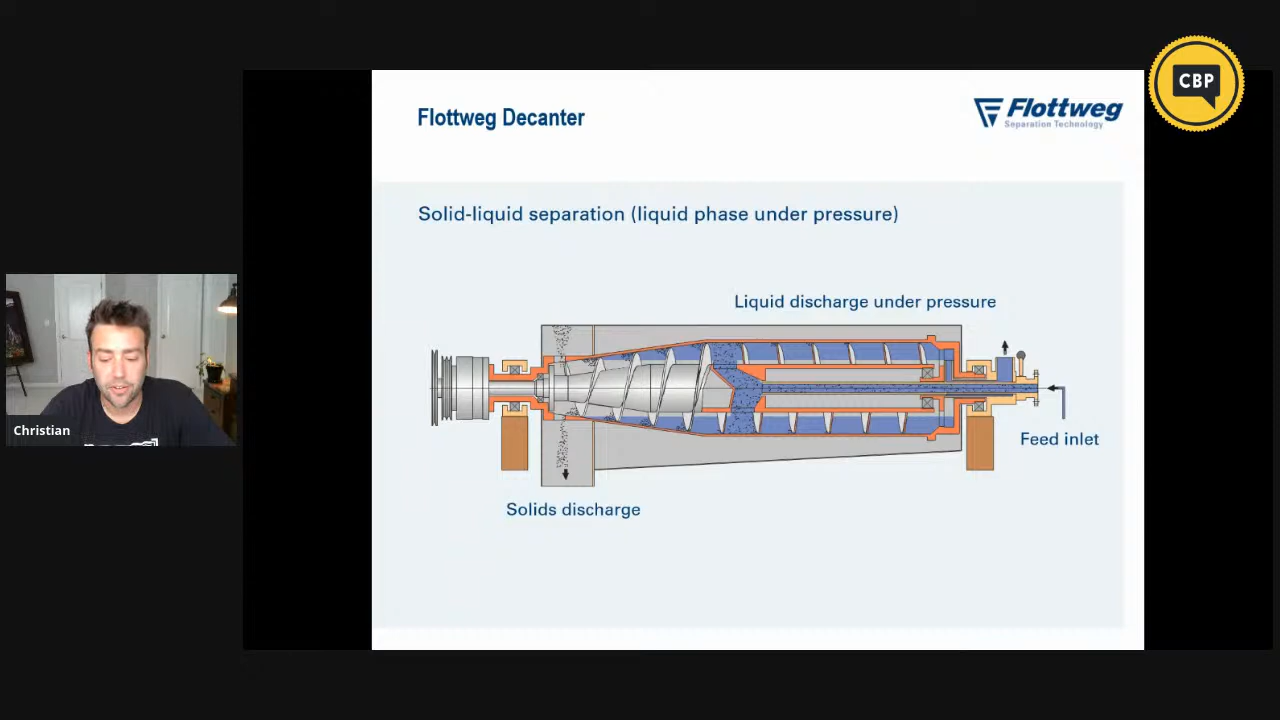 CBP
Flottweg Decanter
Flottweg
Separation Technology
Solid-liquid separation (liquid phase under pressure)
Liquid discharge under pressure
Feed inlet
Solids discharge
Christian